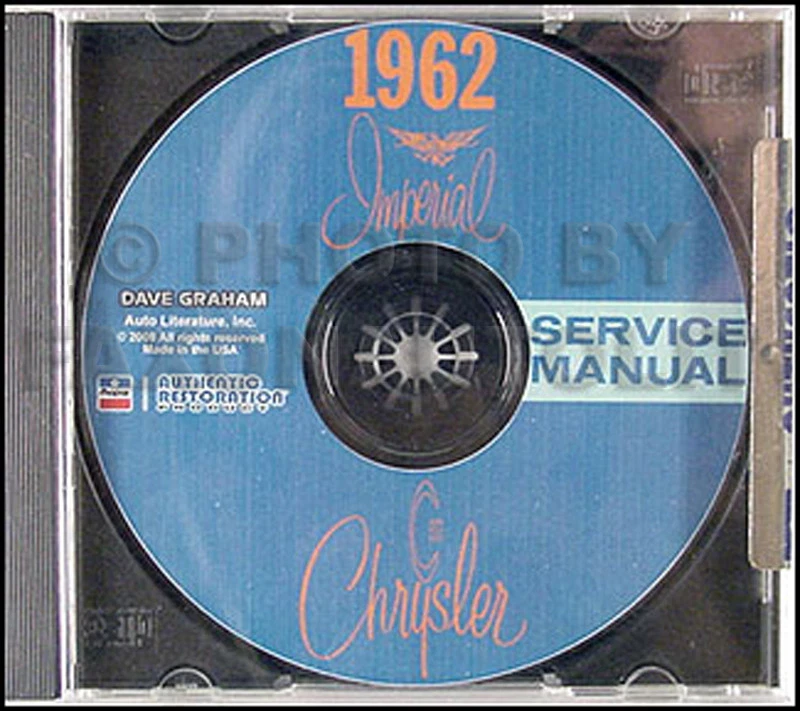 1962
Imperial
© PHOTO BY
DAVE GRAHAM
Auto Literature, Inc.
© 2008 All rights reserved
Made in the USA
SERVICE
MANUAL
Mopar
AUTHENTIC
RESTORATION
PRODUCT
Chrysler